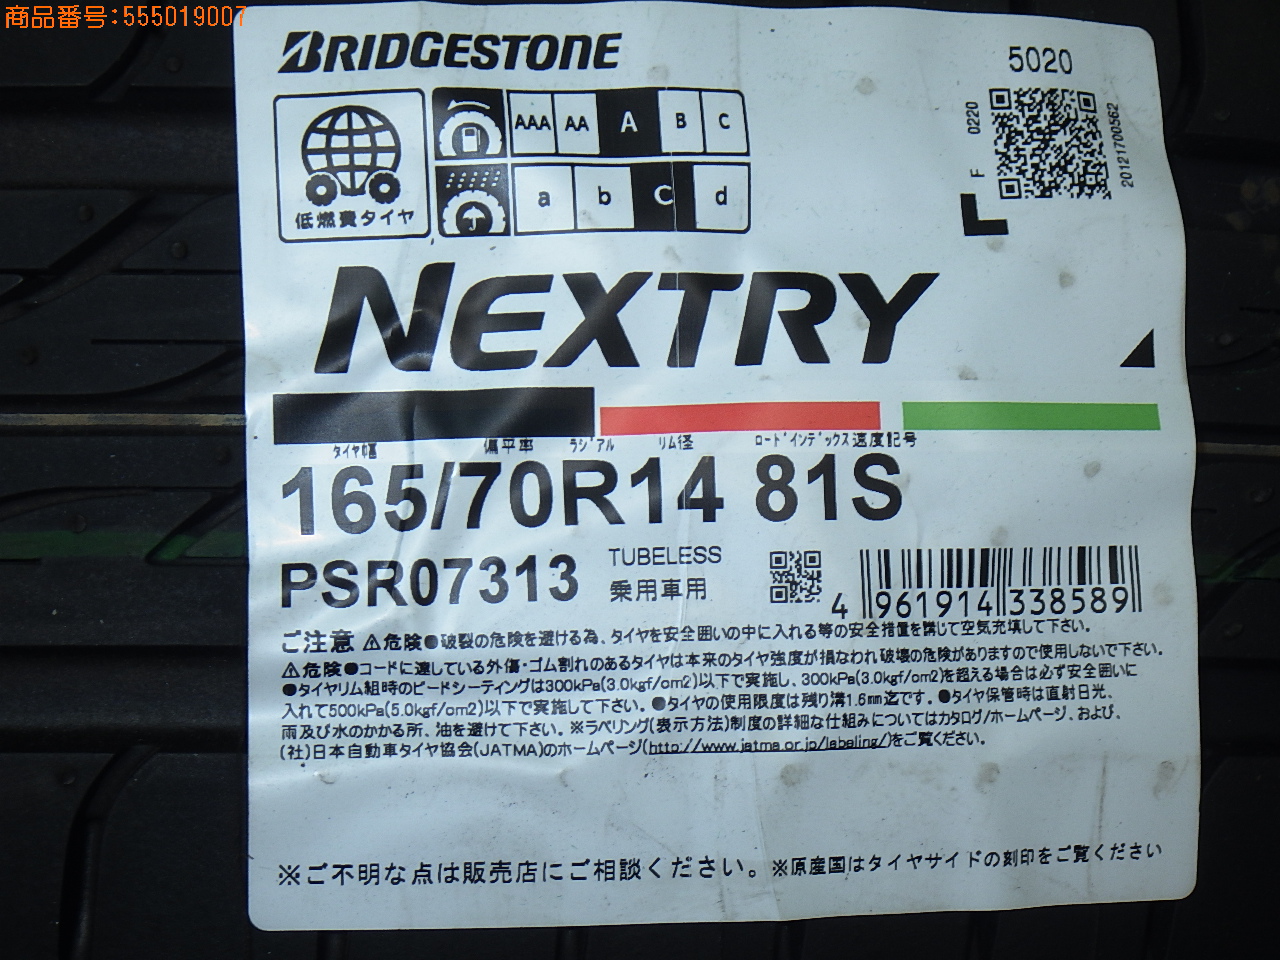 商品番号:555019007
BRIDGESTONE
5020
AAA AA A B C
a b c d
低燃費タイヤ
F 0220
20121700562
L
NEXTRY
タイヤ幅 偏平率 ラジアル リム径 ロードインデックス 速度記号
165/70R14 81S
PSR07313
TUBELESS
乗用車用
4 961914 338589
ご注意 ⚠危険●破裂の危険を避ける為、タイヤを安全囲いの中に入れる等の安全措置を講じて空気充填して下さい。
⚠危険●コードに達している外傷・ゴム割れのあるタイヤは本来のタイヤ強度が損なわれ破壊の危険がありますので使用しないで下さい。
●タイヤリム組時のビードシーティングは300kPa(3.0kgf/cm2)以下で実施し、300kPa(3.0kgf/cm2)を超える場合は必ず安全囲いに
入れて500kPa(5.0kgf/cm2)以下で実施して下さい。●タイヤの使用限度は残り溝1.6mm迄です。●タイヤ保管時は直射日光、
雨及び水のかかる所、油を避けて下さい。※ラベリング(表示方法)制度の詳細な仕組みについてはカタログ/ホームページ、および、
(社)日本自動車タイヤ協会(JATMA)のホームページ(http://www.jatma.or.jp/labeling/)をご覧ください。
※ご不明な点は販売店にご相談ください。※原産国はタイヤサイドの刻印をご覧ください